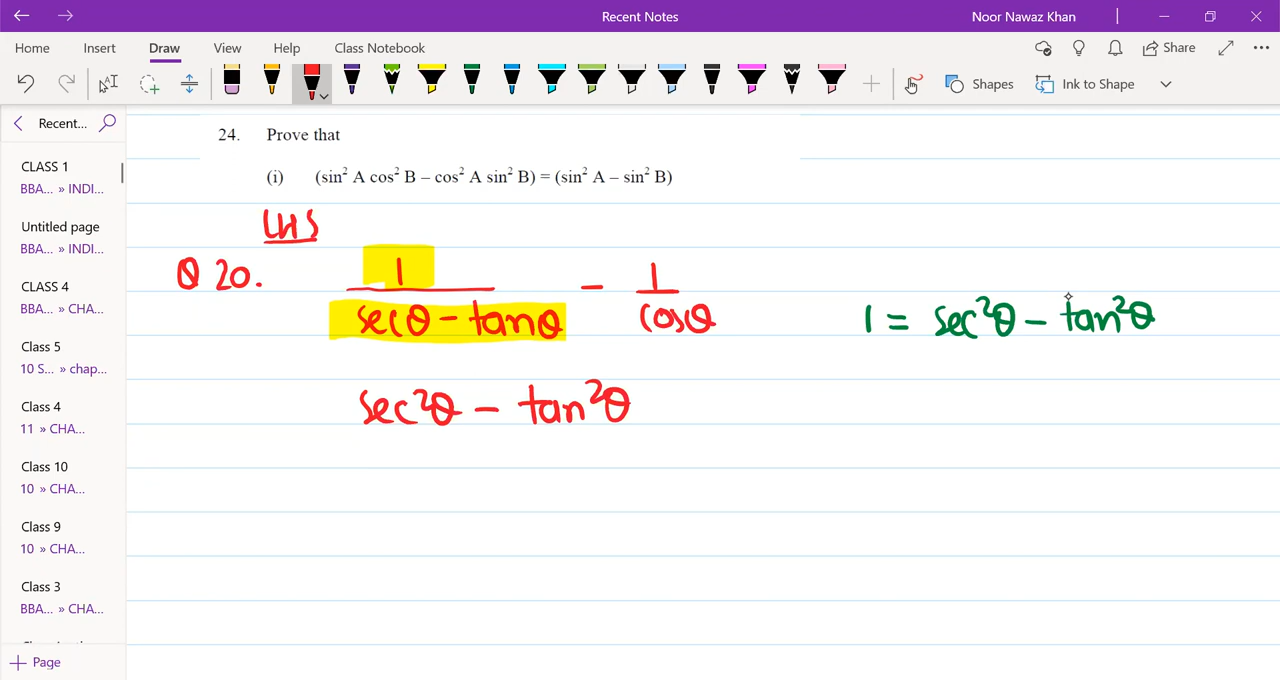 Recent Notes
Noor Nawaz Khan
Home Insert Draw View Help Class Notebook Share
Shapes Ink to Shape
Recent...
CLASS 1
BBA... » INDI...
Untitled page
BBA... » INDI...
CLASS 4
BBA... » CHA...
Class 5
10 S... » chap...
Class 4
11 » CHA...
Class 10
10 » CHA...
Class 9
10 » CHA...
Class 3
BBA... » CHA...
Page
24. Prove that
(i) (sin² A cos² B – cos² A sin² B) = (sin² A – sin² B)
LHS
Q 20. 1 / (secθ – tanθ) – 1 / cosθ
1 = sec²θ – tan²θ
sec²θ – tan²θ